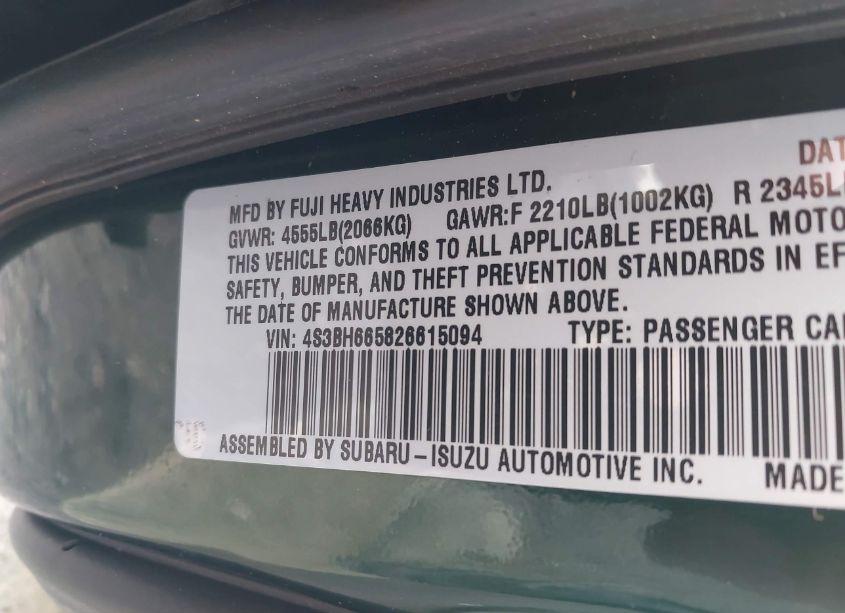 DAT
MFD BY FUJI HEAVY INDUSTRIES LTD.
GVWR: 4555LB(2066KG) GAWR:F 2210LB(1002KG) R 2345L
THIS VEHICLE CONFORMS TO ALL APPLICABLE FEDERAL MOTO
SAFETY, BUMPER, AND THEFT PREVENTION STANDARDS IN EF
THE DATE OF MANUFACTURE SHOWN ABOVE.
VIN: 4S3BH665826615094 TYPE: PASSENGER CA
ASSEMBLED BY SUBARU-ISUZU AUTOMOTIVE INC. MADE